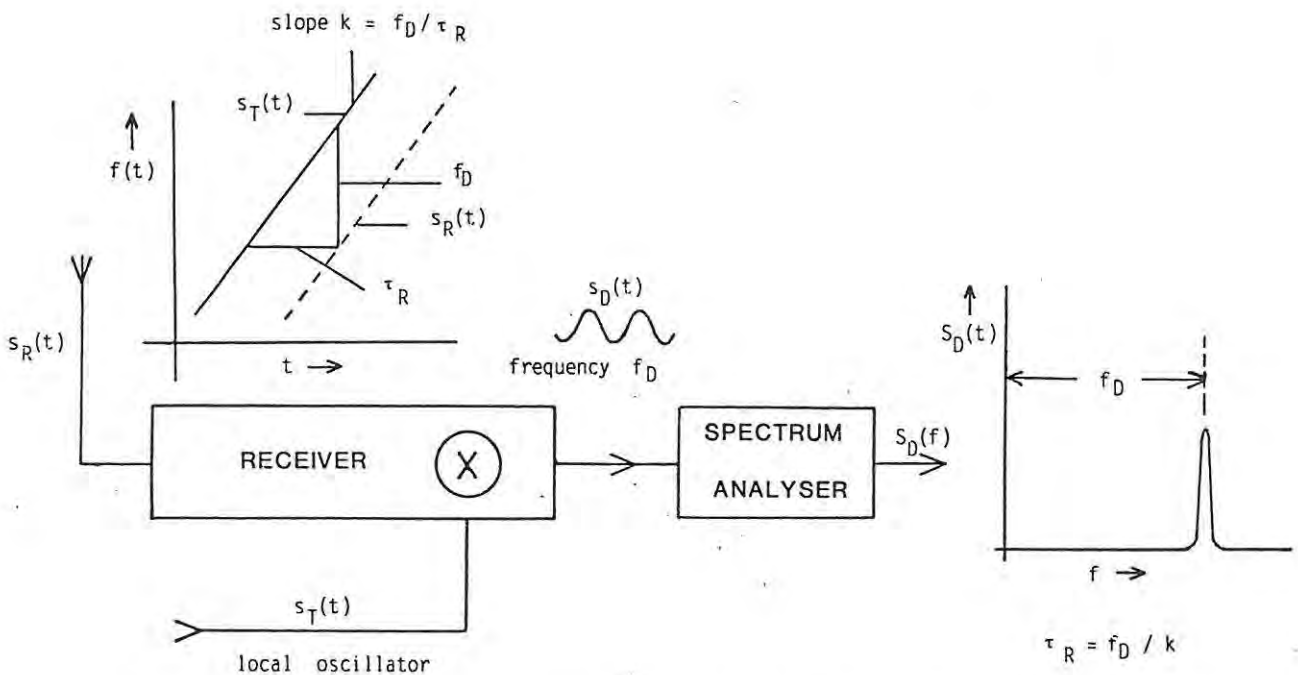 slope k = f_D / τ_R
s_T(t)
f(t)
f_D
s_R(t)
τ_R
t →
s_R(t)
s_D(t)
frequency f_D
RECEIVER
X
SPECTRUM
ANALYSER
S_D(f)
s_T(t)
local oscillator
S_D(t)
f_D
f →
τ_R = f_D / k